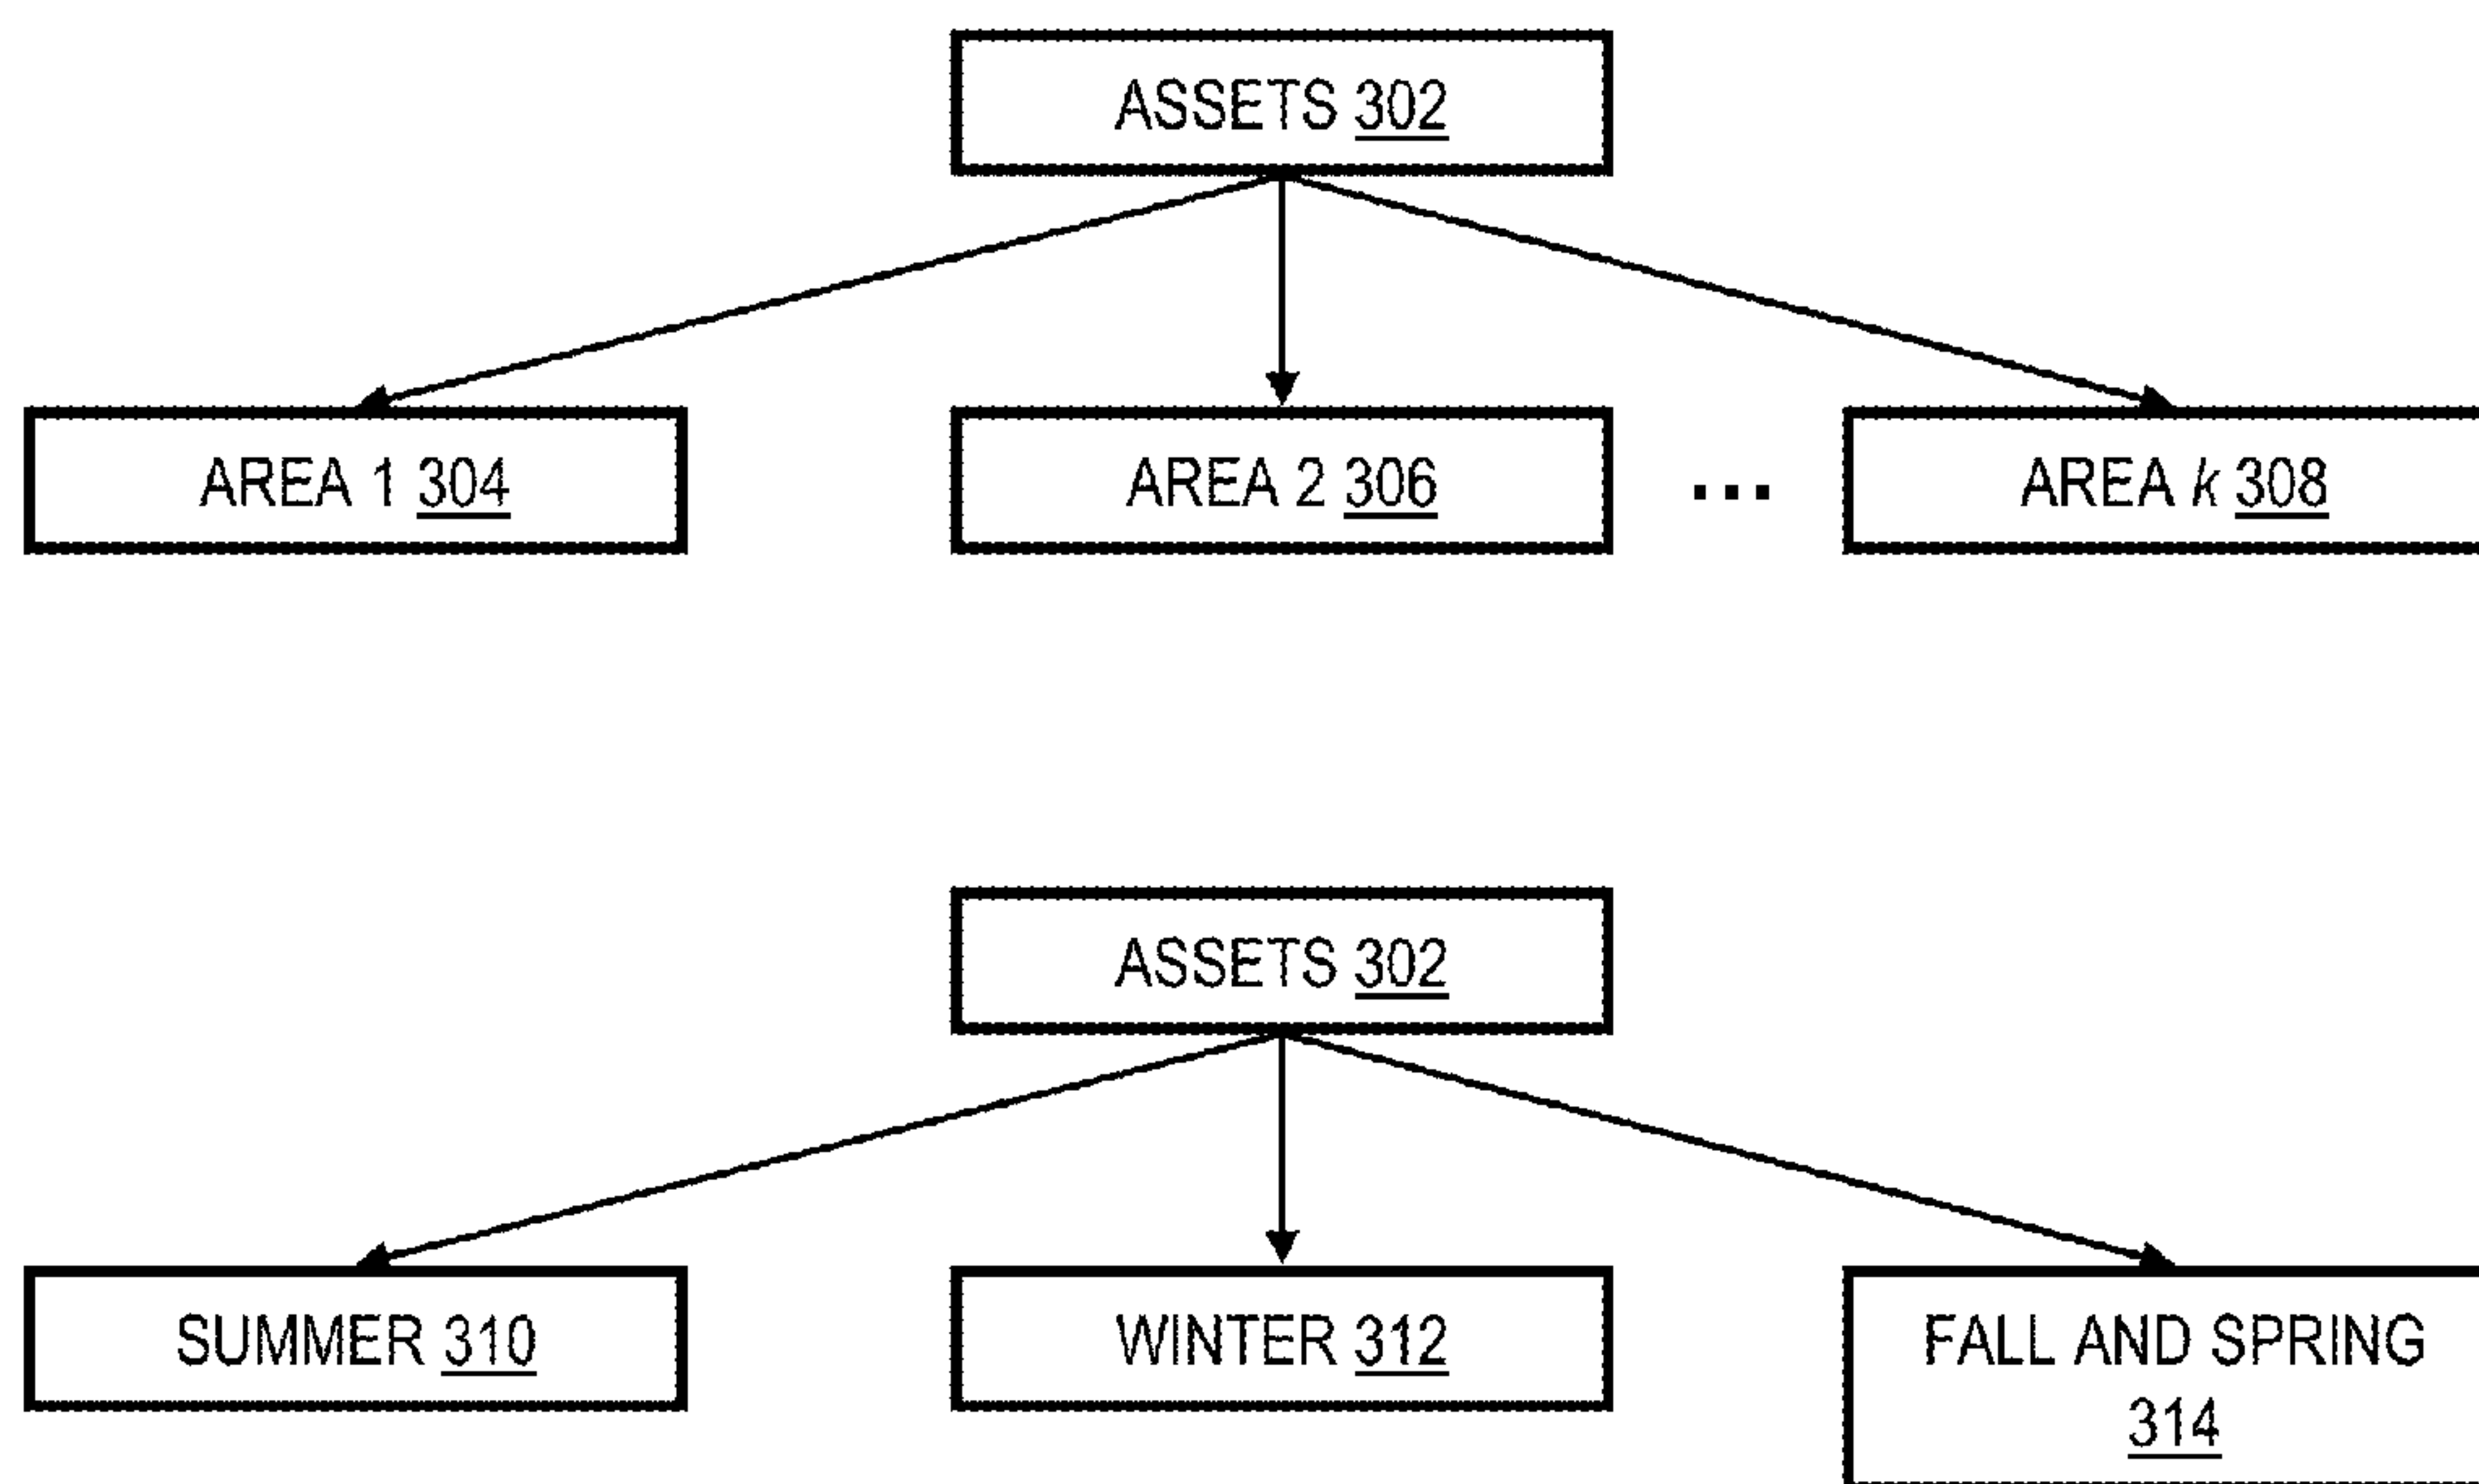 ASSETS 302
AREA 1 304
AREA 2 306
...
AREA k 308
ASSETS 302
SUMMER 310
WINTER 312
FALL AND SPRING
314